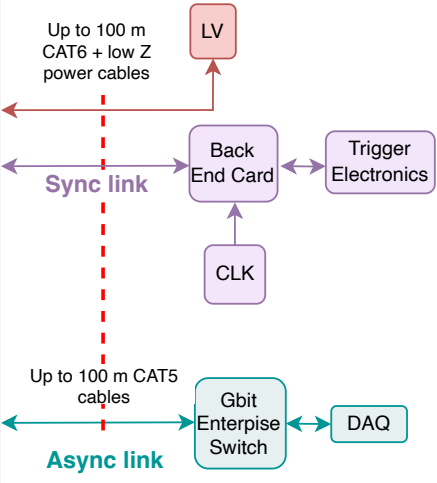 Up to 100 m
CAT6 + low Z
power cables
LV
Back
End Card
Trigger
Electronics
Sync link
CLK
Up to 100 m CAT5
cables
Gbit
Enterpise
Switch
DAQ
Async link